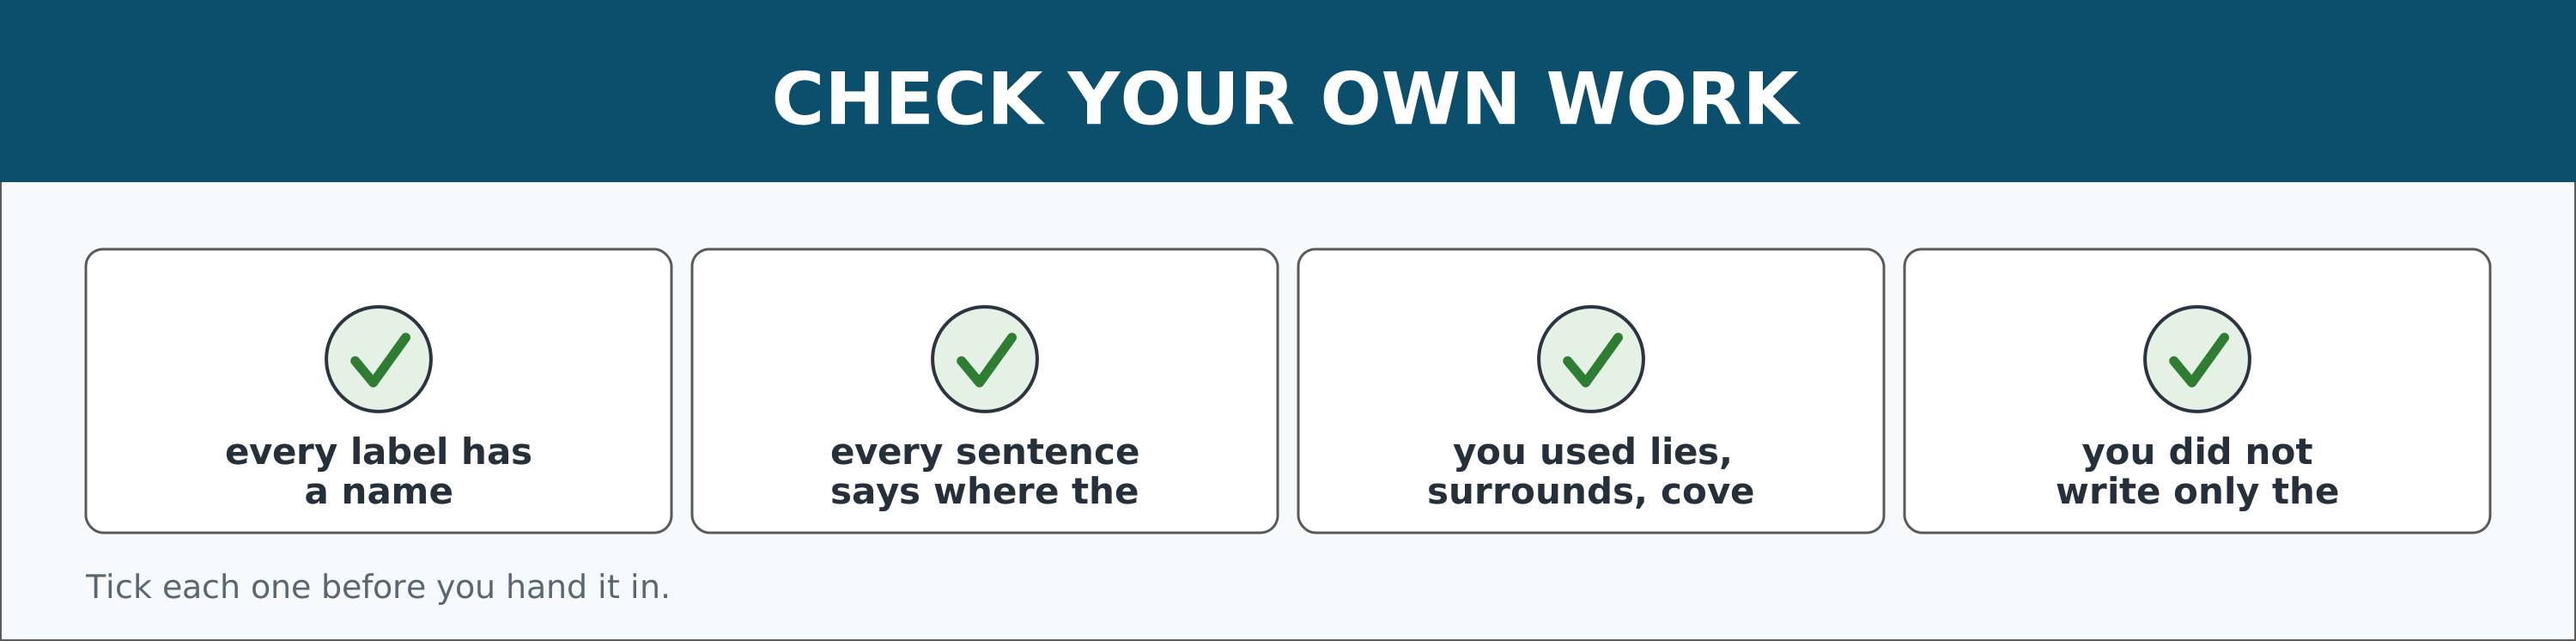 CHECK YOUR OWN WORK
every label has
a name
every sentence
says where the
you used lies,
surrounds, cove
you did not
write only the
Tick each one before you hand it in.